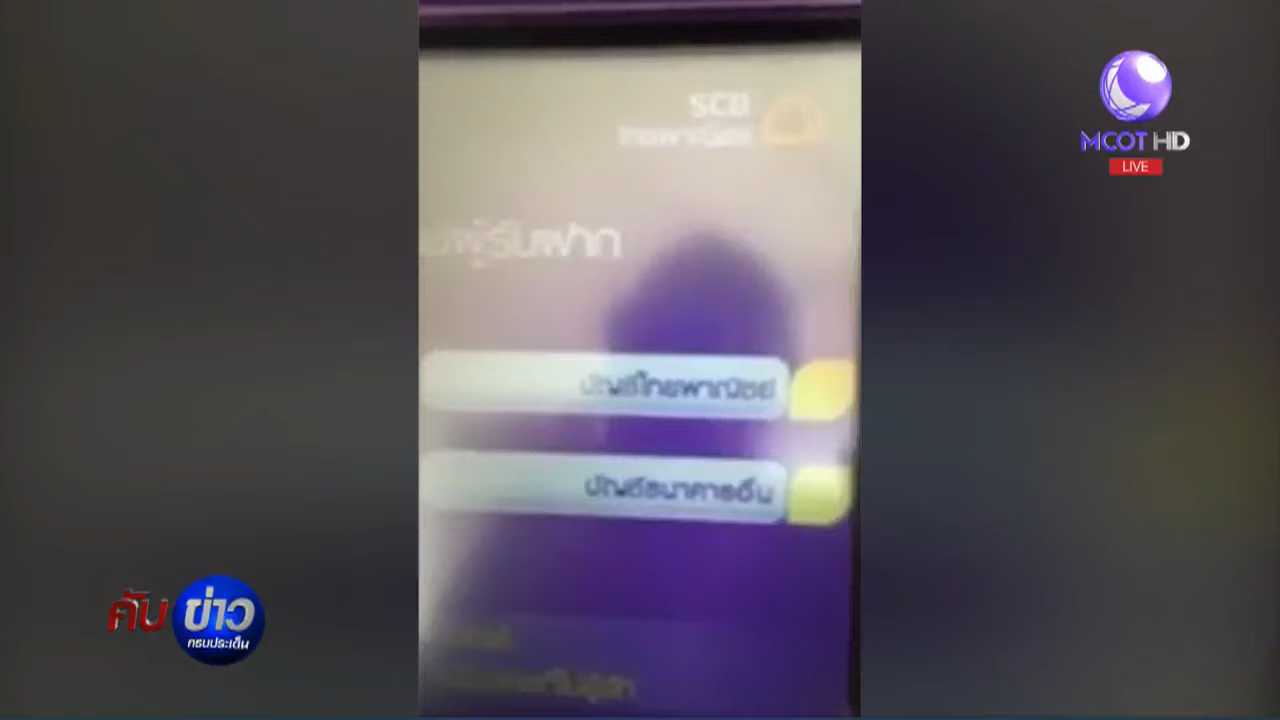 SCB
ไทยพาณิชย์
ผู้รับฝาก
บัญชีไทยพาณิชย์
บัญชีธนาคารอื่น
MCOT HD
LIVE
คับ
ข่าว
ครบประเด็น